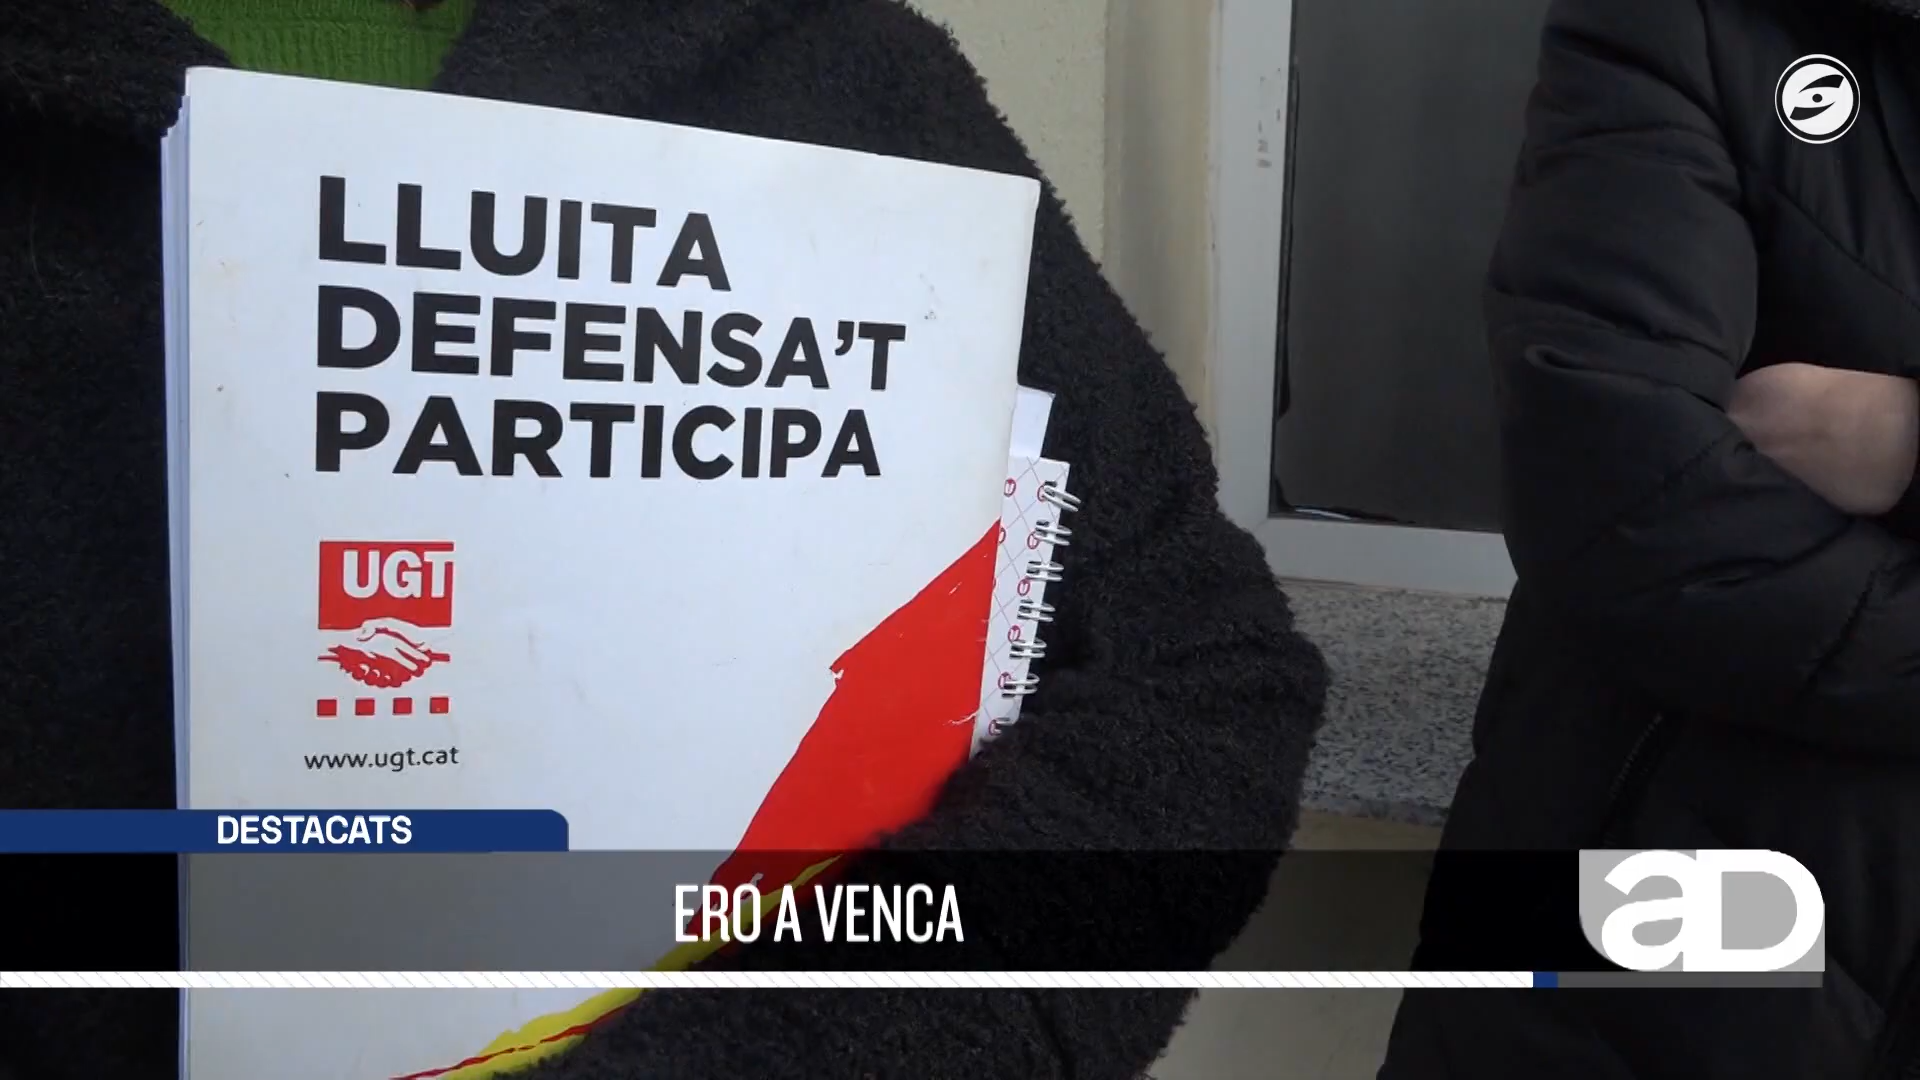 LLUITA
DEFENSA'T
PARTICIPA
UGT
www.ugt.cat
DESTACATS
ERO A VENCA
aD